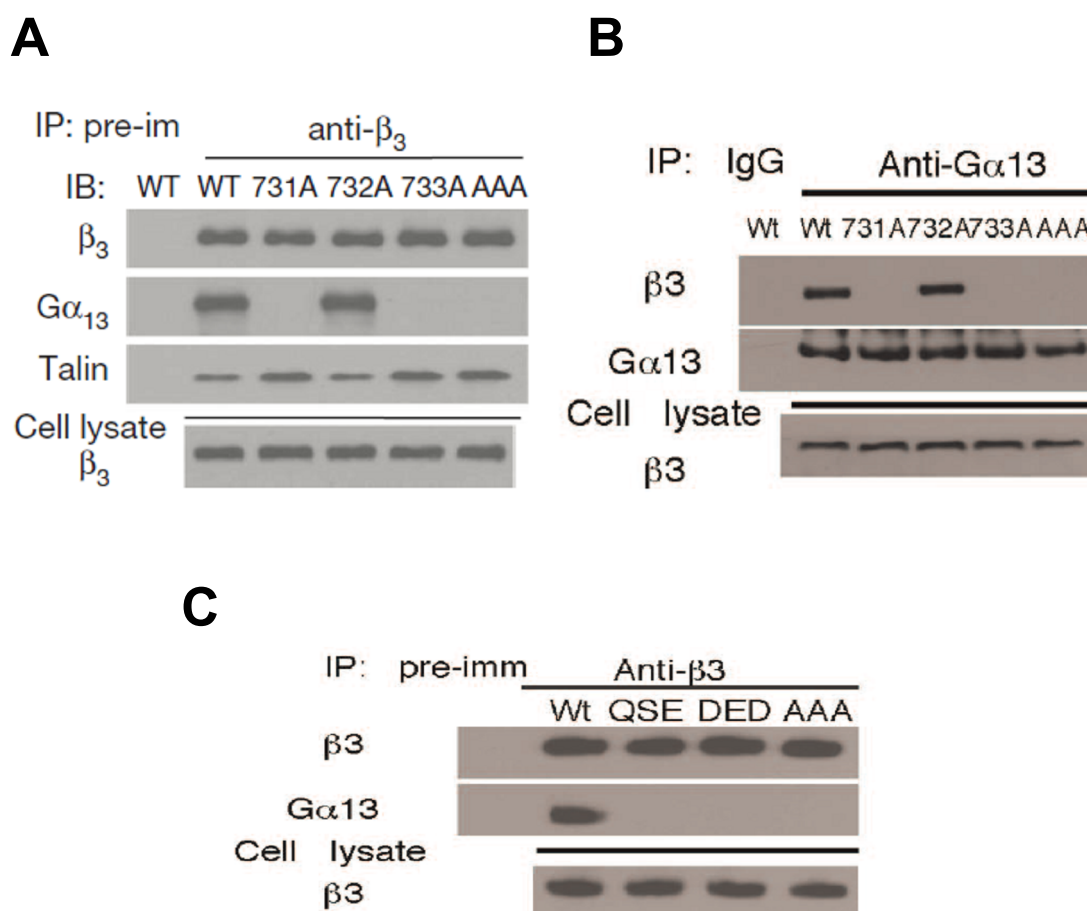 A
IP: pre-im anti-β3
IB: WT WT 731A 732A 733A AAA
β3
Gα13
Talin
Cell lysate
β3
B
IP: IgG Anti-Gα13
Wt Wt 731A 732A 733A AAA
β3
Gα13
Cell lysate
β3
C
IP: pre-imm Anti-β3
Wt QSE DED AAA
β3
Gα13
Cell lysate
β3